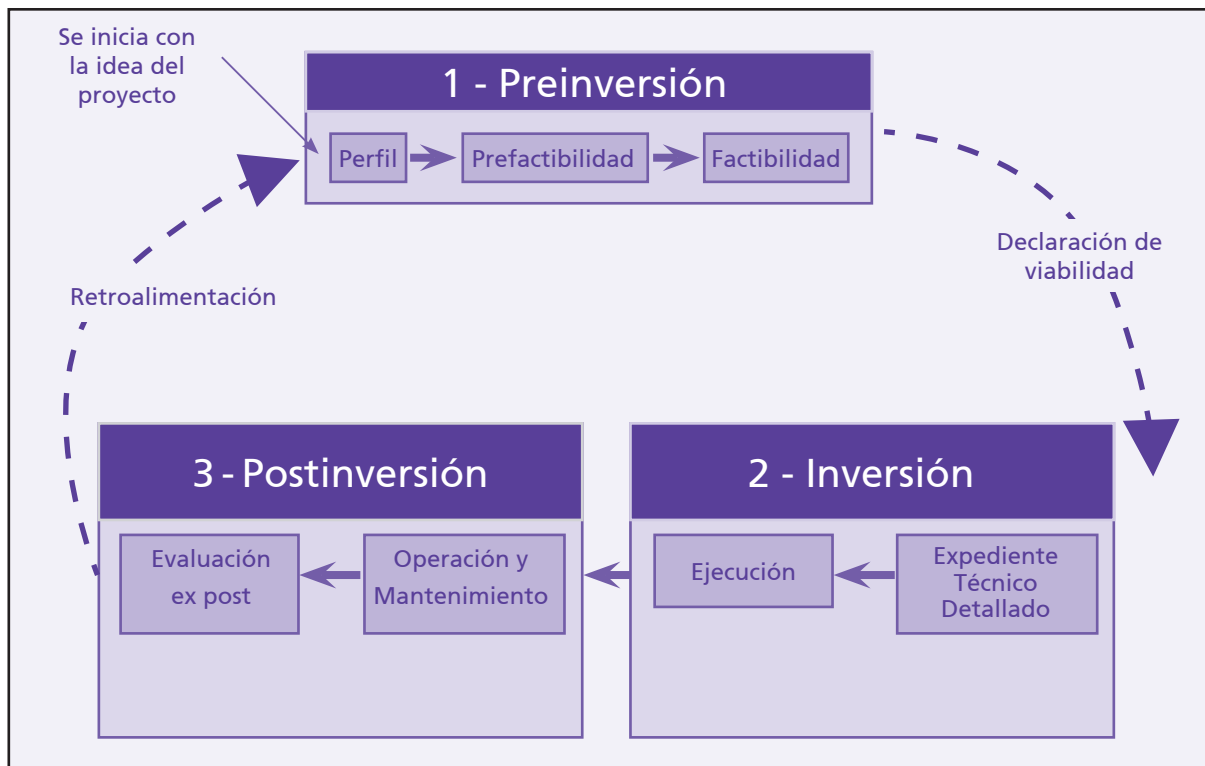 Se inicia con
la idea del
proyecto
1 - Preinversión
Perfil
Prefactibilidad
Factibilidad
Declaración de
viabilidad
Retroalimentación
3 - Postinversión
Evaluación
ex post
Operación y
Mantenimiento
2 - Inversión
Ejecución
Expediente
Técnico
Detallado